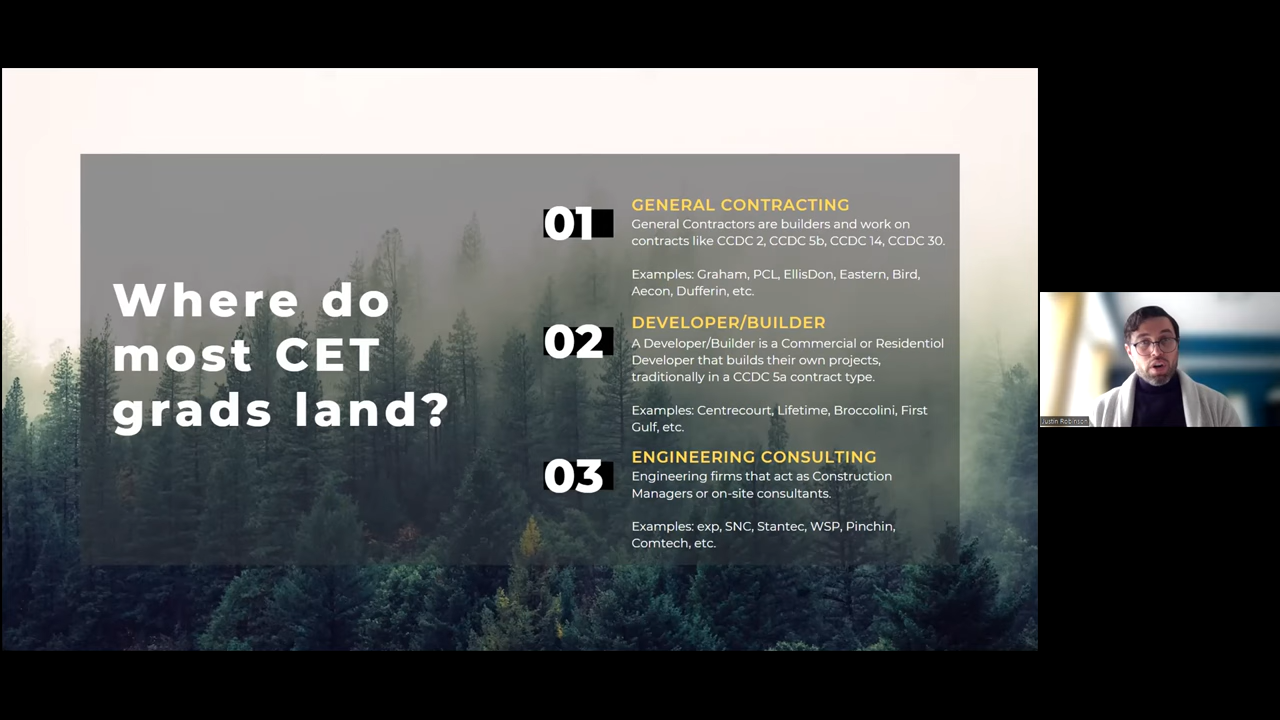 Where do
most CET
grads land?
01
GENERAL CONTRACTING
General Contractors are builders and work on
contracts like CCDC 2, CCDC 5b, CCDC 14, CCDC 30.
Examples: Graham, PCL, EllisDon, Eastern, Bird,
Aecon, Dufferin, etc.
02
DEVELOPER/BUILDER
A Developer/Builder is a Commercial or Residentiol
Developer that builds their own projects,
traditionally in a CCDC 5a contract type.
Examples: Centrecourt, Lifetime, Broccolini, First
Gulf, etc.
03
ENGINEERING CONSULTING
Engineering firms that act as Construction
Managers or on-site consultants.
Examples: exp, SNC, Stantec, WSP, Pinchin,
Comtech, etc.
Justin Robinson